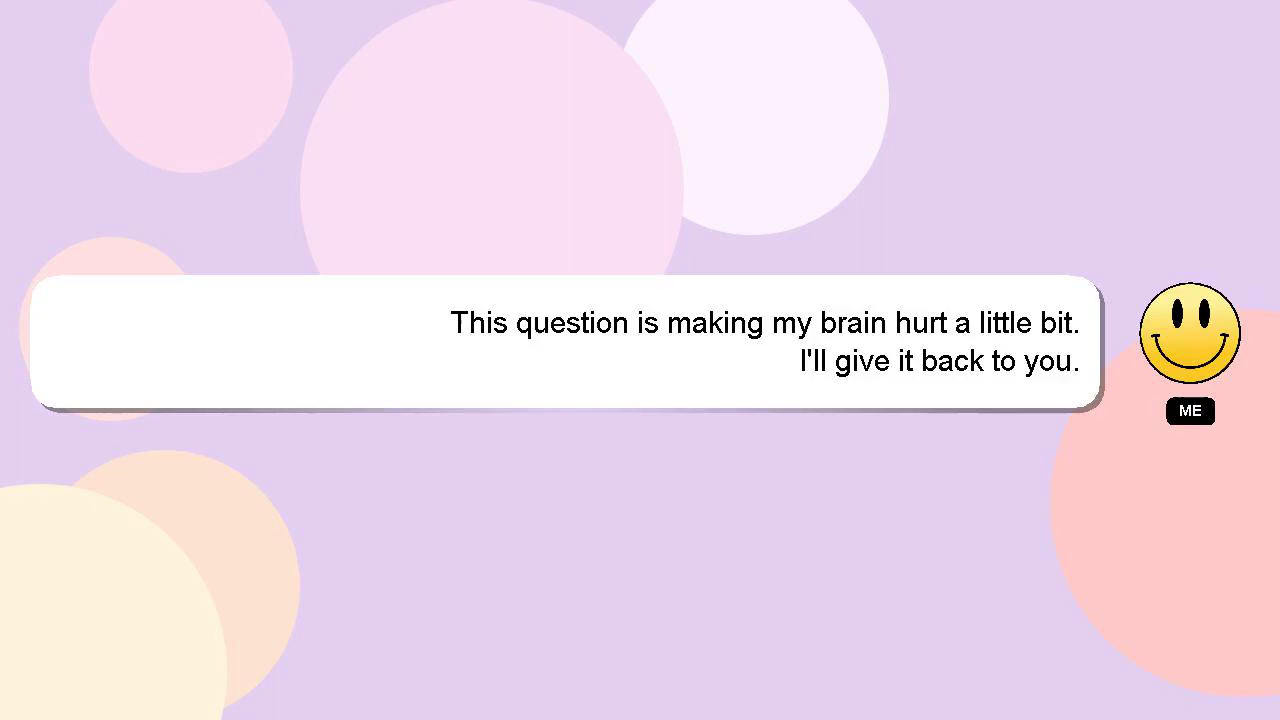 This question is making my brain hurt a little bit.
I'll give it back to you.
ME